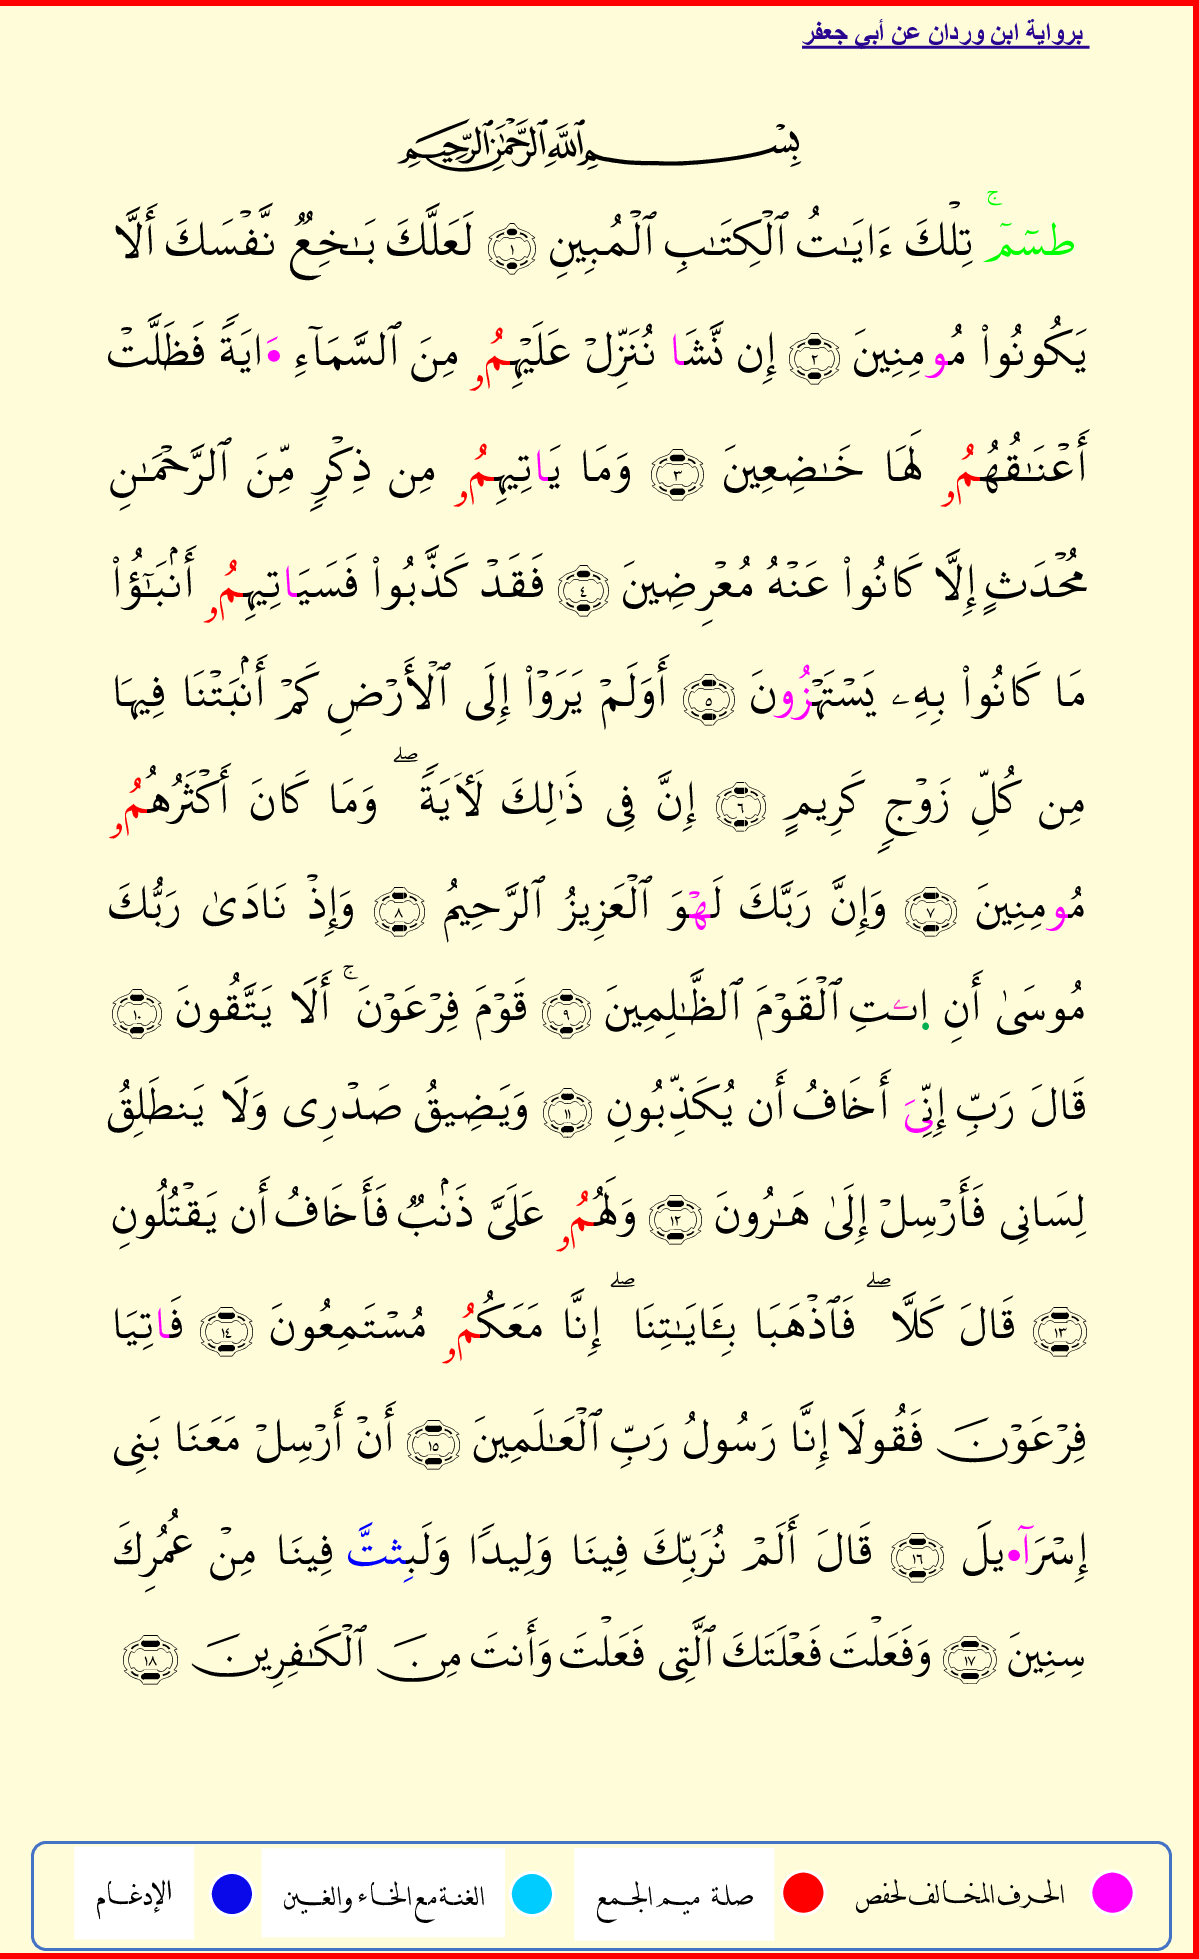 برواية ابن وردان عن أبي جعفر
بِسۡمِ ٱللَّهِ ٱلرَّحۡمَٰنِ ٱلرَّحِيمِ
طسٓمٓۚ تِلۡكَ ءَايَٰتُ ٱلۡكِتَٰبِ ٱلۡمُبِينِ ١ لَعَلَّكَ بَٰخِعٞ نَّفۡسَكَ أَلَّا
يَكُونُواْ مُومِنِينَ ٢ إِن نَّشَا نُنَزِّلۡ عَلَيۡهِمُۥ مِنَ ٱلسَّمَآءِ •َايَةٗ فَظَلَّتۡ
أَعۡنَٰقُهُمُۥ لَهَا خَٰضِعِينَ ٣ وَمَا يَاتِيهِمُۥ مِن ذِكۡرٖ مِّنَ ٱلرَّحۡمَٰنِ
مُحۡدَثٍ إِلَّا كَانُواْ عَنۡهُ مُعۡرِضِينَ ٤ فَقَدۡ كَذَّبُواْ فَسَيَاتِيهِمُۥ أَنۢبَٰٓؤُاْ
مَا كَانُواْ بِهِۦ يَسۡتَهۡزُونَ ٥ أَوَلَمۡ يَرَوۡاْ إِلَى ٱلۡأَرۡضِ كَمۡ أَنۢبَتۡنَا فِيهَا
مِن كُلِّ زَوۡجٖ كَرِيمٍ ٦ إِنَّ فِي ذَٰلِكَ لَأٓيَةٗۖ وَمَا كَانَ أَكۡثَرُهُمُۥ
مُومِنِينَ ٧ وَإِنَّ رَبَّكَ لَهۡوَ ٱلۡعَزِيزُ ٱلرَّحِيمُ ٨ وَإِذۡ نَادَىٰ رَبُّكَ
مُوسَىٰ أَنِ اِيتِ ٱلۡقَوۡمَ ٱلظَّٰلِمِينَ ٩ قَوۡمَ فِرۡعَوۡنَۚ أَلَا يَتَّقُونَ ١٠
قَالَ رَبِّ إِنِّيَ أَخَافُ أَن يُكَذِّبُونِ ١١ وَيَضِيقُ صَدۡرِي وَلَا يَنطَلِقُ
لِسَانِي فَأَرۡسِلۡ إِلَىٰ هَٰرُونَ ١٢ وَلَهُمُۥ عَلَيَّ ذَنۢبٞ فَأَخَافُ أَن يَقۡتُلُونِ
١٣ قَالَ كَلَّاۖ فَٱذۡهَبَا بِـَٔايَٰتِنَاۖ إِنَّا مَعَكُمُۥ مُسۡتَمِعُونَ ١٤ فَاتِيَا
فِرۡعَوۡنَ فَقُولَا إِنَّا رَسُولُ رَبِّ ٱلۡعَٰلَمِينَ ١٥ أَنۡ أَرۡسِلۡ مَعَنَا بَنِي
إِسۡرَآ•يلَ ١٦ قَالَ أَلَمۡ نُرَبِّكَ فِينَا وَلِيدٗا وَلَبِثتَّ فِينَا مِنۡ عُمُرِكَ
سِنِينَ ١٧ وَفَعَلۡتَ فَعۡلَتَكَ ٱلَّتِي فَعَلۡتَ وَأَنتَ مِنَ ٱلۡكَٰفِرِينَ ١٨
الحرف المخالف لحفص صلة ميم الجمع الغنة مع الخاء والغين الإدغام